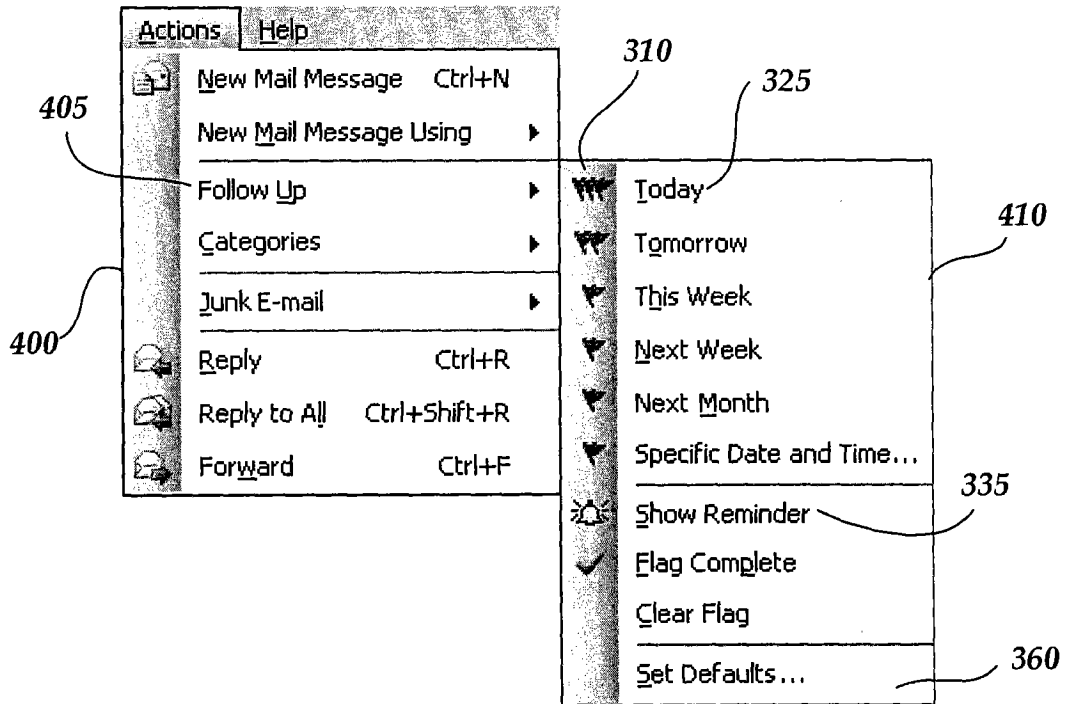 Actions Help
New Mail Message Ctrl+N
New Mail Message Using
Follow Up
Categories
Junk E-mail
Reply Ctrl+R
Reply to All Ctrl+Shift+R
Forward Ctrl+F
Today
Tomorrow
This Week
Next Week
Next Month
Specific Date and Time...
Show Reminder
Flag Complete
Clear Flag
Set Defaults...
310
325
405
410
400
335
360